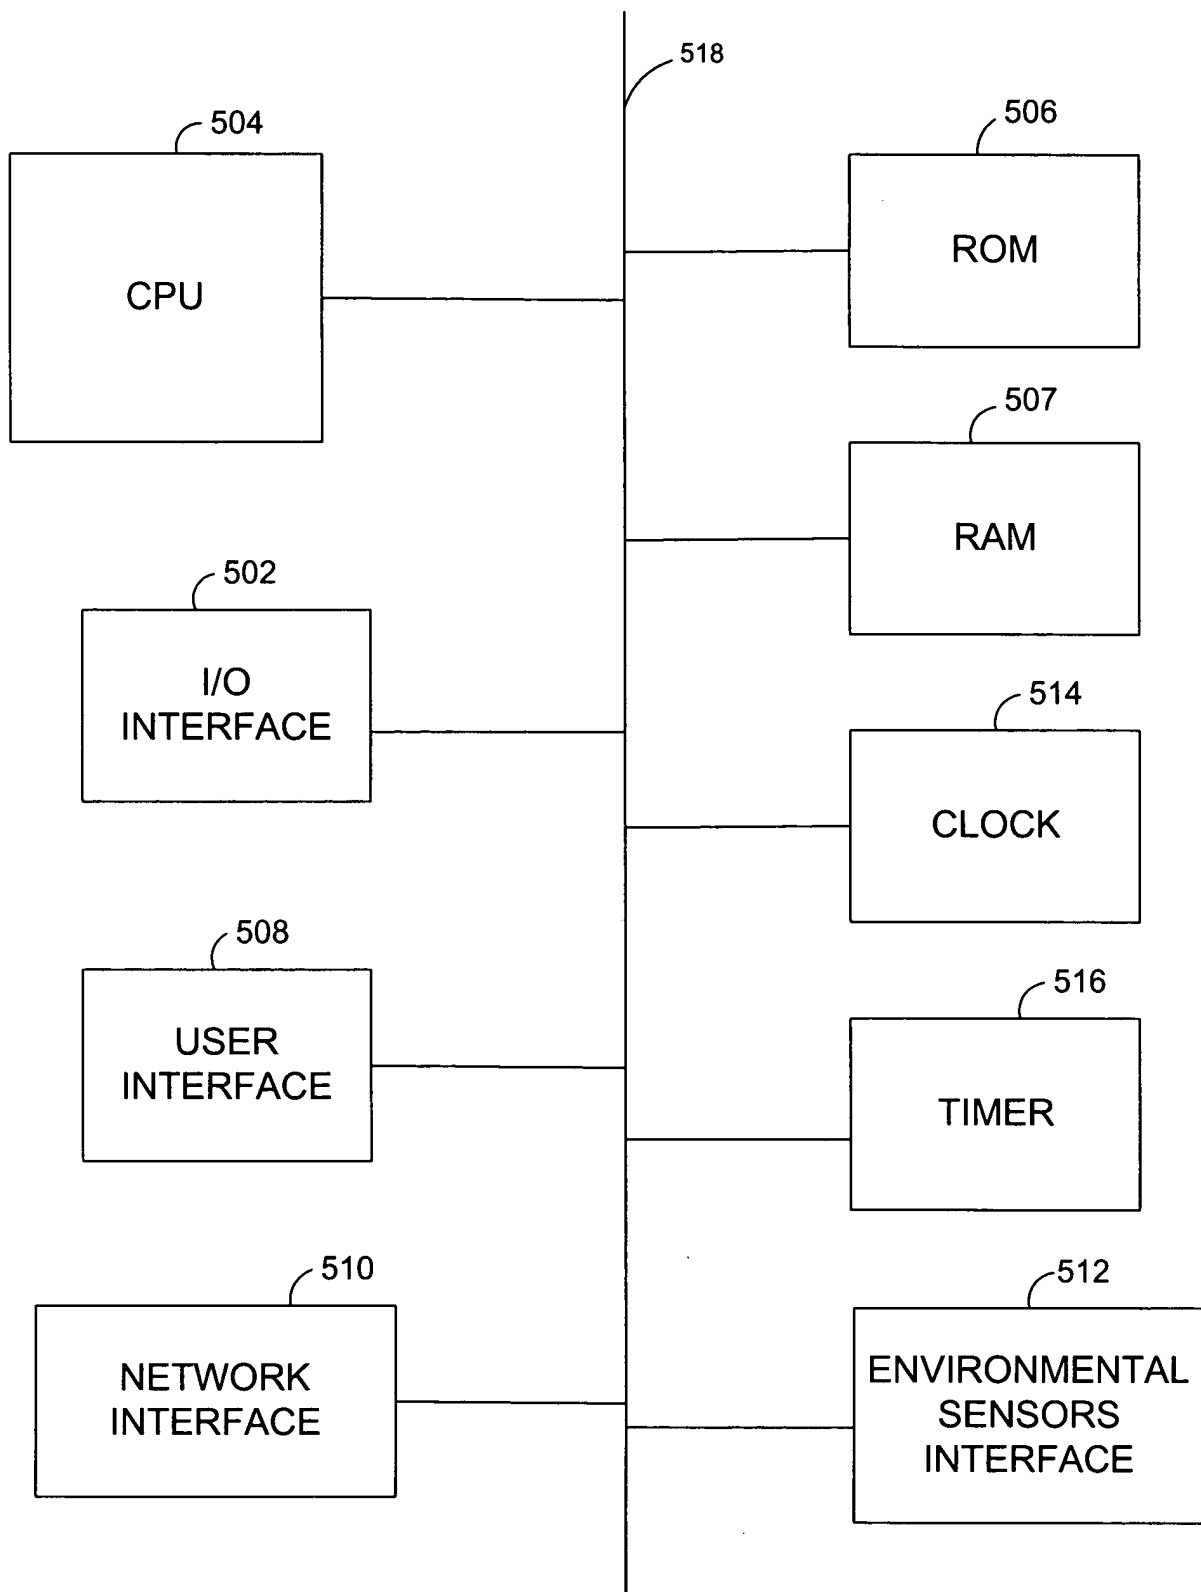 518
504
CPU
506
ROM
507
RAM
502
I/O
INTERFACE
514
CLOCK
508
USER
INTERFACE
516
TIMER
510
NETWORK
INTERFACE
512
ENVIRONMENTAL
SENSORS
INTERFACE